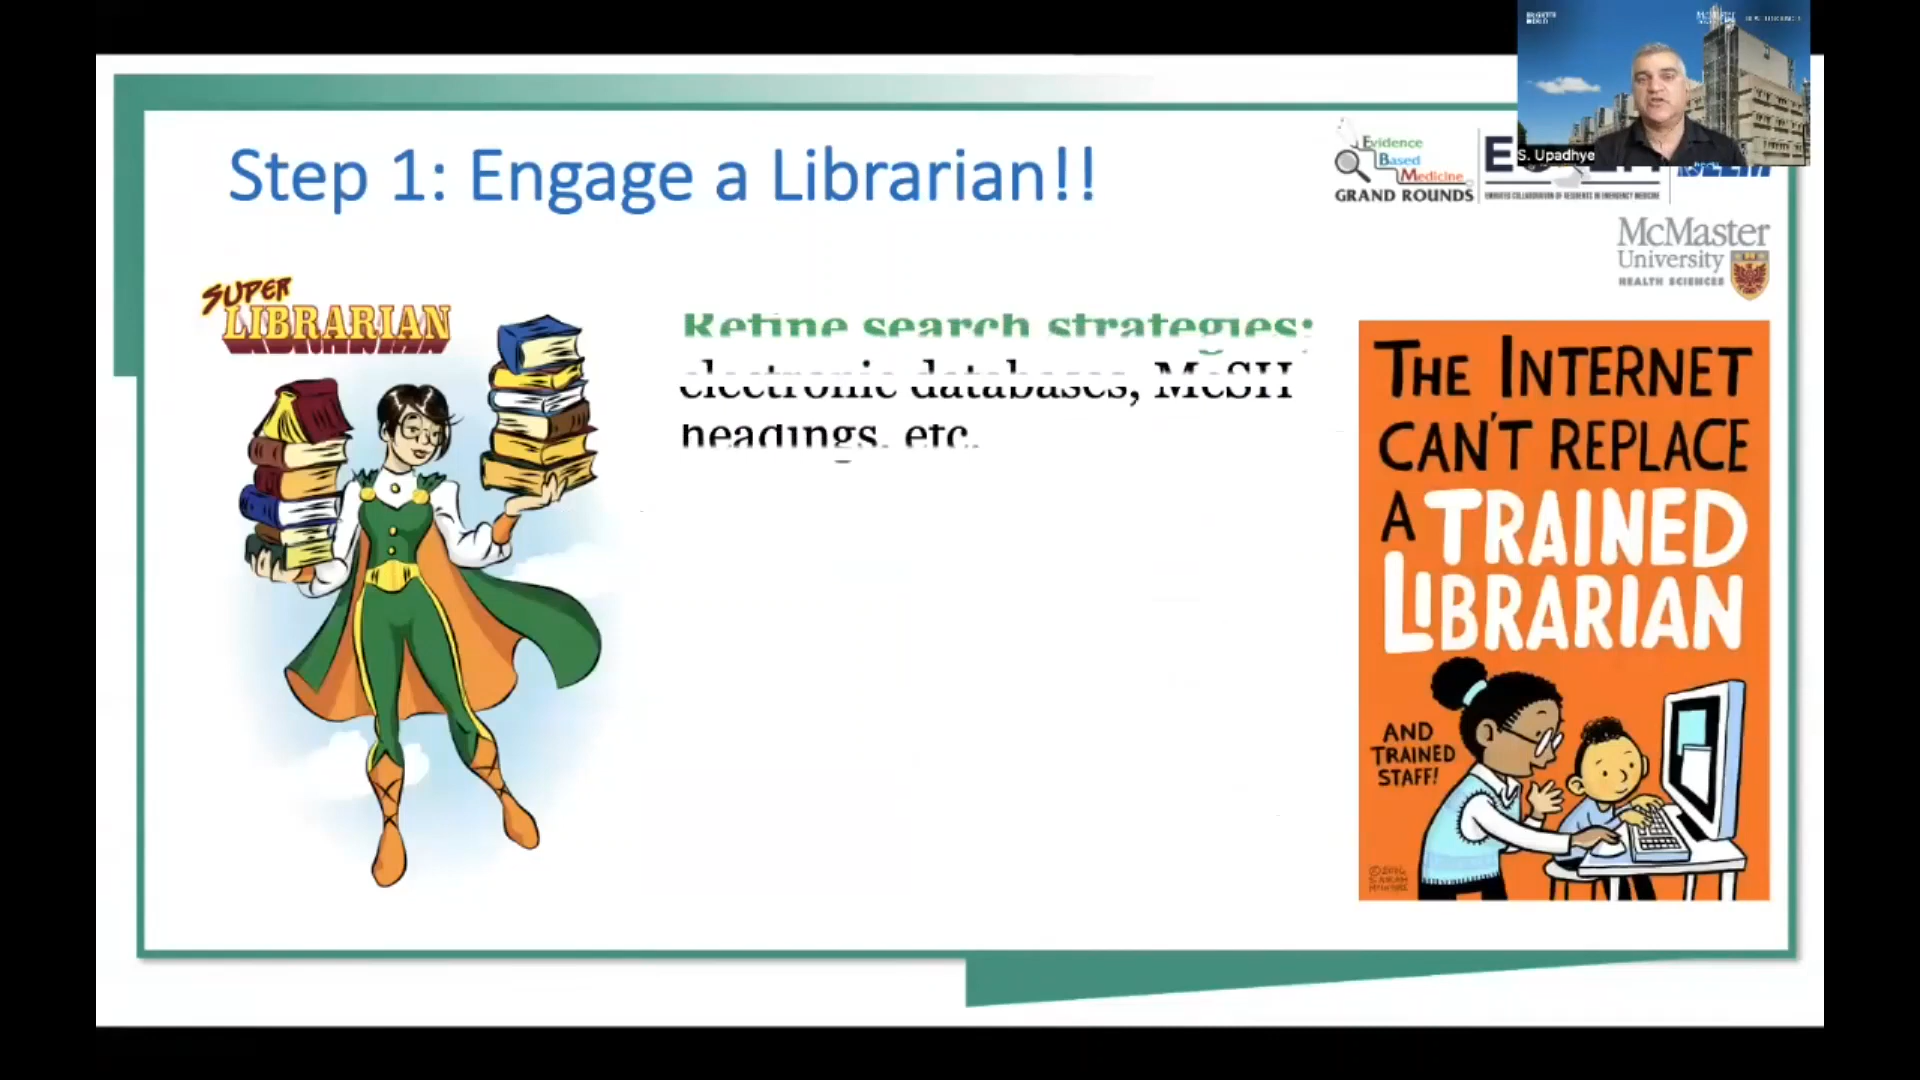 Step 1: Engage a Librarian!!
Evidence
Based
Medicine
GRAND ROUNDS
S. Upadhye
McMaster
University
HEALTH SCIENCES
SUPER
LIBRARIAN
Refine search strategies;
electronic databases, MeSH
headings, etc.
THE INTERNET
CAN'T REPLACE
A TRAINED
LIBRARIAN
AND
TRAINED
STAFF!